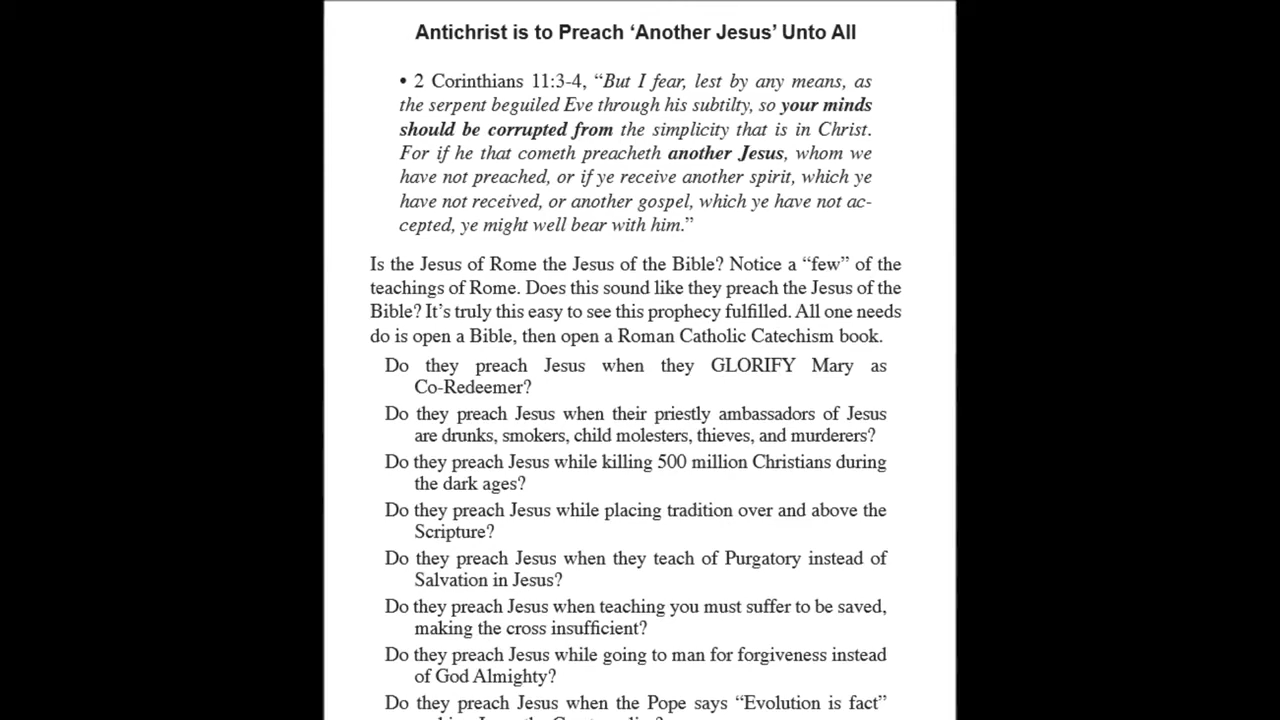 Antichrist is to Preach ‘Another Jesus’ Unto All
• 2 Corinthians 11:3-4, “But I fear, lest by any means, as
the serpent beguiled Eve through his subtilty, so your minds
should be corrupted from the simplicity that is in Christ.
For if he that cometh preacheth another Jesus, whom we
have not preached, or if ye receive another spirit, which ye
have not received, or another gospel, which ye have not ac-
cepted, ye might well bear with him.”
Is the Jesus of Rome the Jesus of the Bible? Notice a “few” of the
teachings of Rome. Does this sound like they preach the Jesus of the
Bible? It’s truly this easy to see this prophecy fulfilled. All one needs
do is open a Bible, then open a Roman Catholic Catechism book.
Do they preach Jesus when they GLORIFY Mary as
Co-Redeemer?
Do they preach Jesus when their priestly ambassadors of Jesus
are drunks, smokers, child molesters, thieves, and murderers?
Do they preach Jesus while killing 500 million Christians during
the dark ages?
Do they preach Jesus while placing tradition over and above the
Scripture?
Do they preach Jesus when they teach of Purgatory instead of
Salvation in Jesus?
Do they preach Jesus when teaching you must suffer to be saved,
making the cross insufficient?
Do they preach Jesus while going to man for forgiveness instead
of God Almighty?
Do they preach Jesus when the Pope says “Evolution is fact”